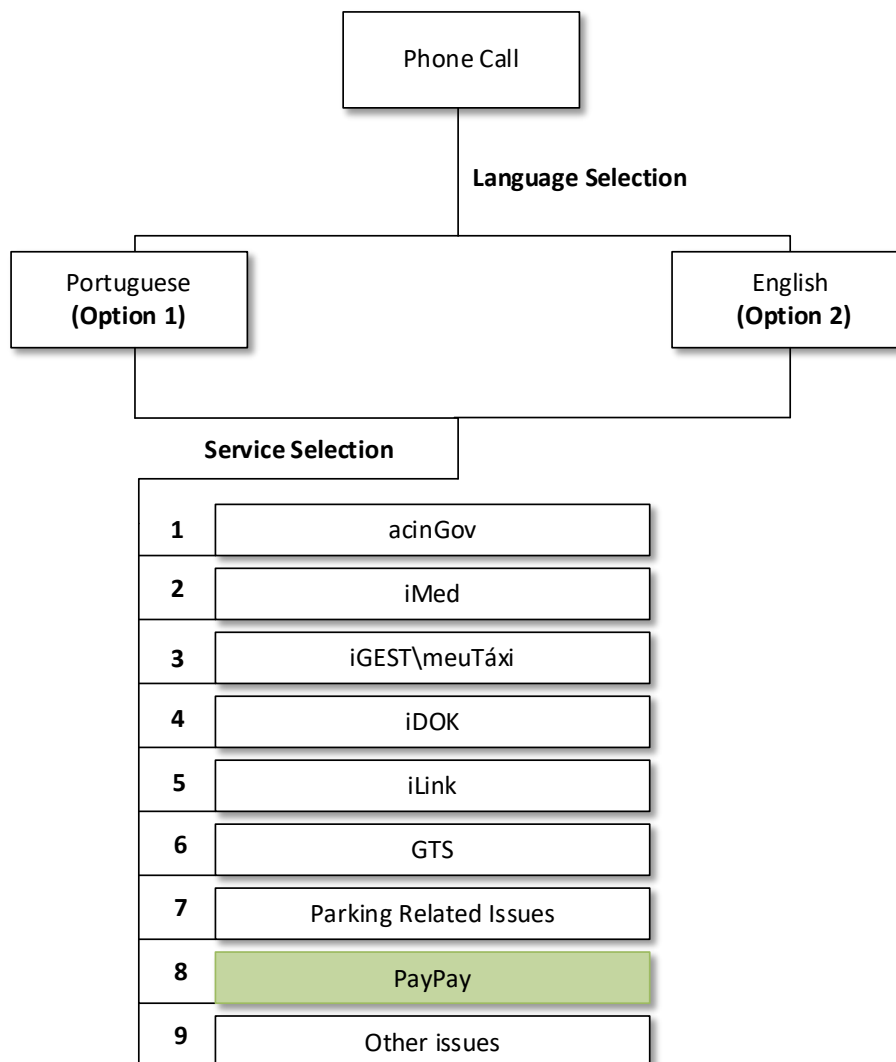 Phone Call
Language Selection
Portuguese
(Option 1)
English
(Option 2)
Service Selection
1 acinGov
2 iMed
3 iGEST\meuTáxi
4 iDOK
5 iLink
6 GTS
7 Parking Related Issues
8 PayPay
9 Other issues